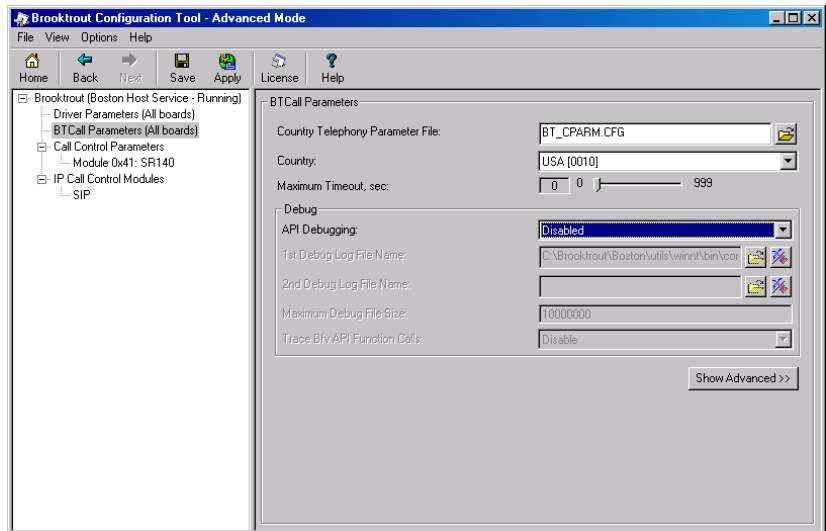 Brooktrout Configuration Tool - Advanced Mode
File View Options Help
Home Back Next Save Apply License Help
Brooktrout (Boston Host Service - Running)
Driver Parameters (All boards)
BTCall Parameters (All boards)
Call Control Parameters
Module 0x41: SR140
IP Call Control Modules
SIP
BTCall Parameters
Country Telephony Parameter File: BT_CPARM.CFG
Country: USA [0010]
Maximum Timeout, sec: 0 0 999
Debug
API Debugging: Disabled
1st Debug Log File Name: C:\Brooktrout\Boston\utils\winnt\bin\cor
2nd Debug Log File Name:
Maximum Debug File Size: 10000000
Trace Bfv API Function Calls: Disable
Show Advanced >>